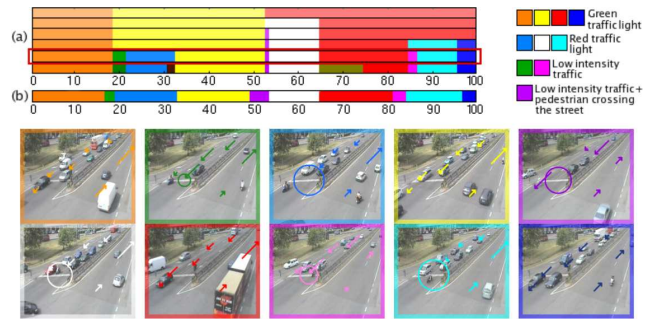 (a)
0 10 20 30 40 50 60 70 80 90 100
(b)
0 10 20 30 40 50 60 70 80 90 100
Green
traffic light
Red traffic
light
Low intensity
traffic
Low intensity traffic+
pedestrian crossing
the street